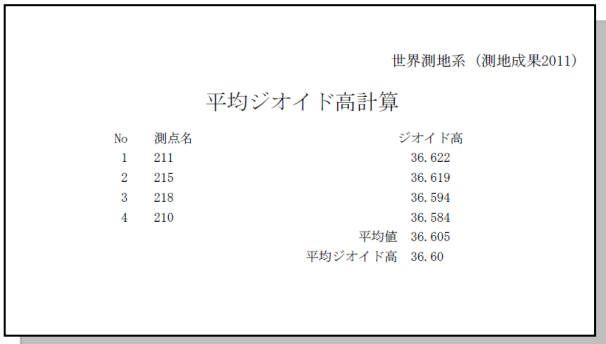 世界測地系（測地成果2011）
平均ジオイド高計算
No 測点名 ジオイド高
1 211 36.622
2 215 36.619
3 218 36.594
4 210 36.584
平均値 36.605
平均ジオイド高 36.60